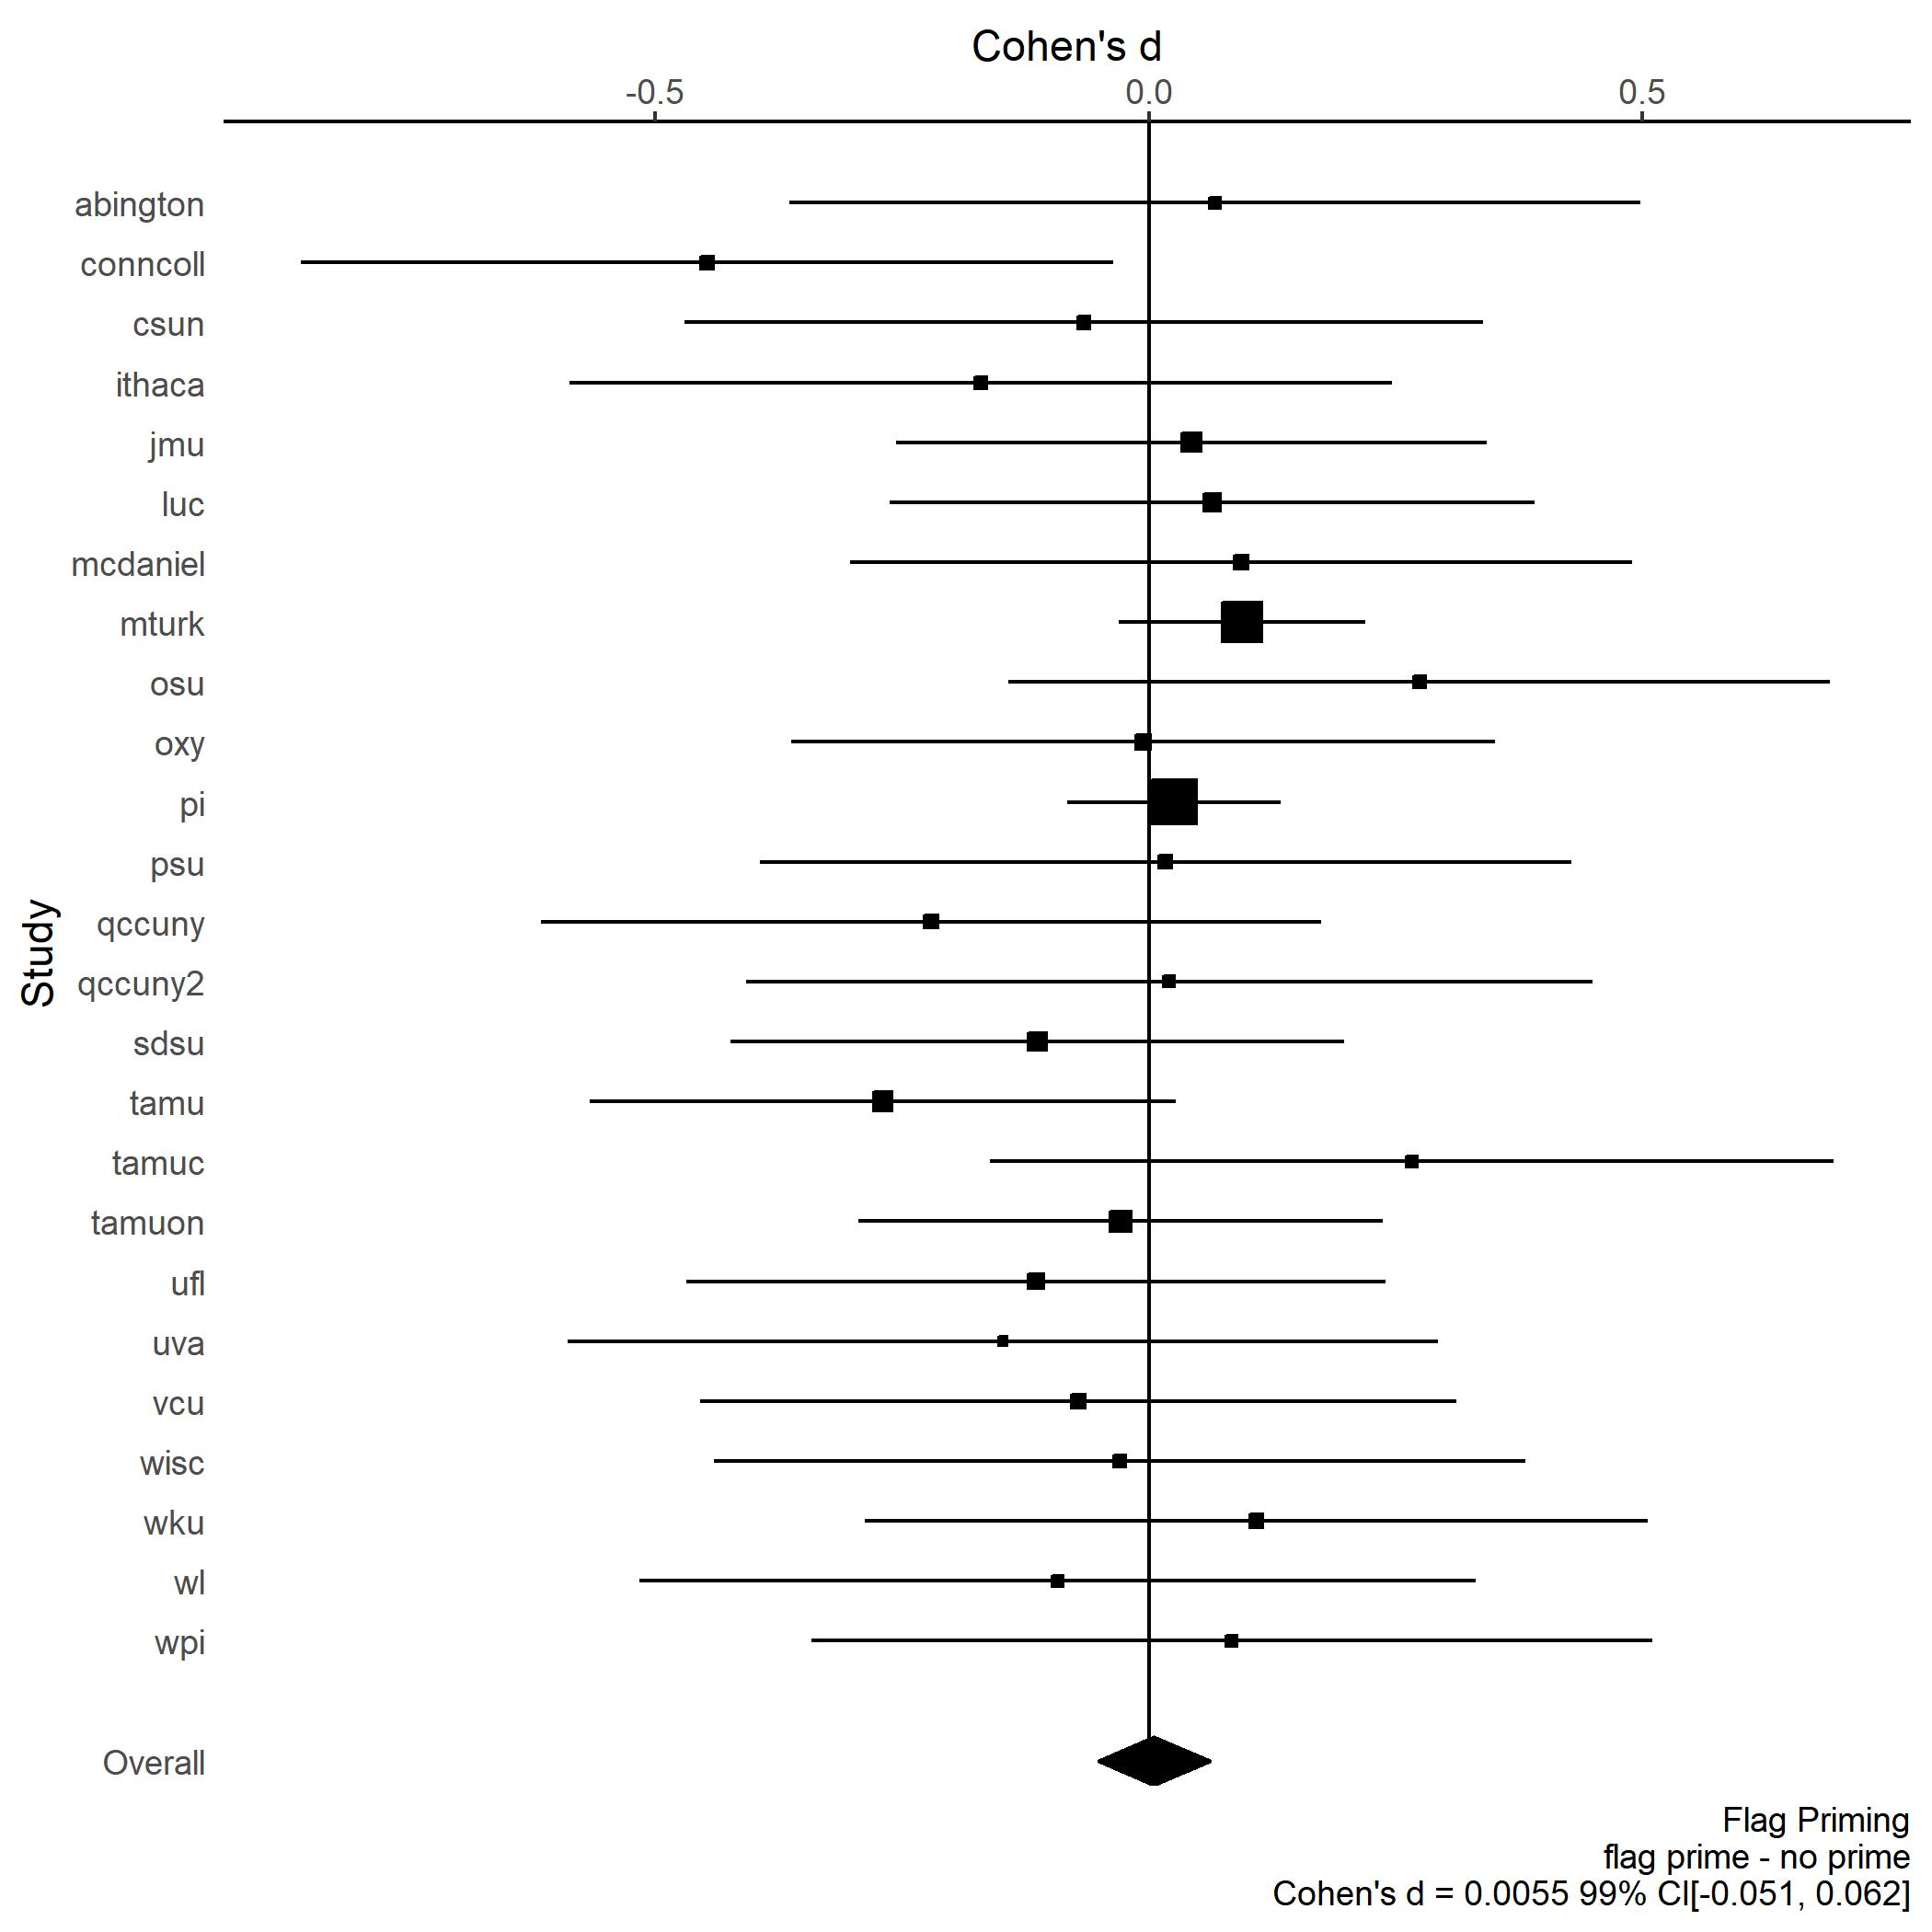 Cohen's d
-0.5 0.0 0.5
abington
conncoll
csun
ithaca
jmu
luc
mcdaniel
mturk
osu
oxy
pi
psu
qccuny
qccuny2
sdsu
tamu
tamuc
tamuon
ufl
uva
vcu
wisc
wku
wl
wpi
Overall
Study
Flag Priming
flag prime - no prime
Cohen's d = 0.0055 99% CI[-0.051, 0.062]